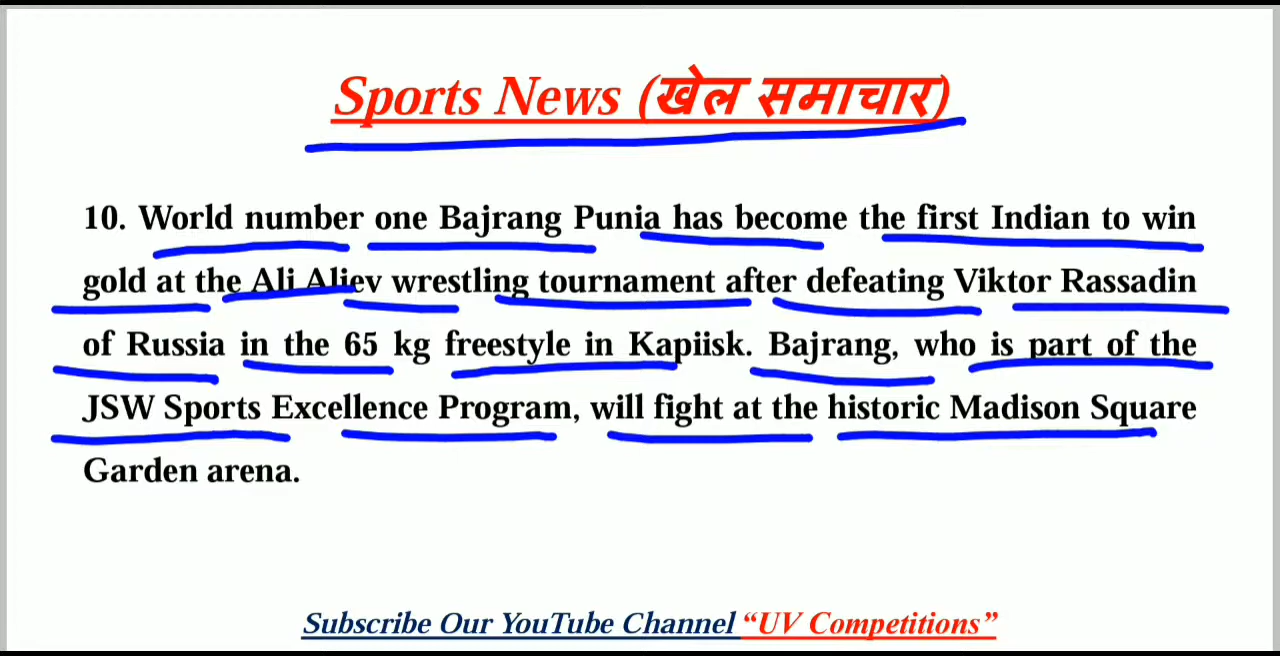 Sports News (खेल समाचार)
10. World number one Bajrang Punia has become the first Indian to win
gold at the Ali Aliev wrestling tournament after defeating Viktor Rassadin
of Russia in the 65 kg freestyle in Kapiisk. Bajrang, who is part of the
JSW Sports Excellence Program, will fight at the historic Madison Square
Garden arena.
Subscribe Our YouTube Channel “UV Competitions”